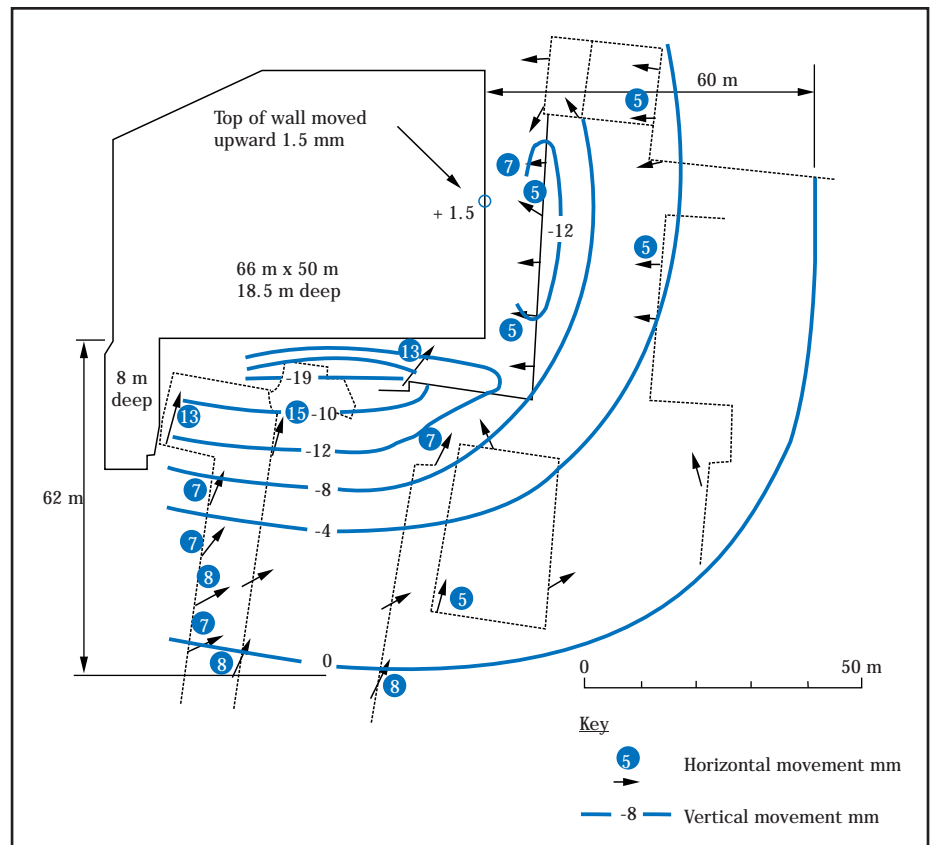 60 m
5
Top of wall moved
upward 1.5 mm
7
5
+ 1.5
-12
5
66 m x 50 m
18.5 m deep
5
13
8 m
deep
-19
13
15
-10
7
-12
7
-8
62 m
-4
7
8
5
7
8
0
8
0
50 m
Key
5
Horizontal movement mm
-8
Vertical movement mm